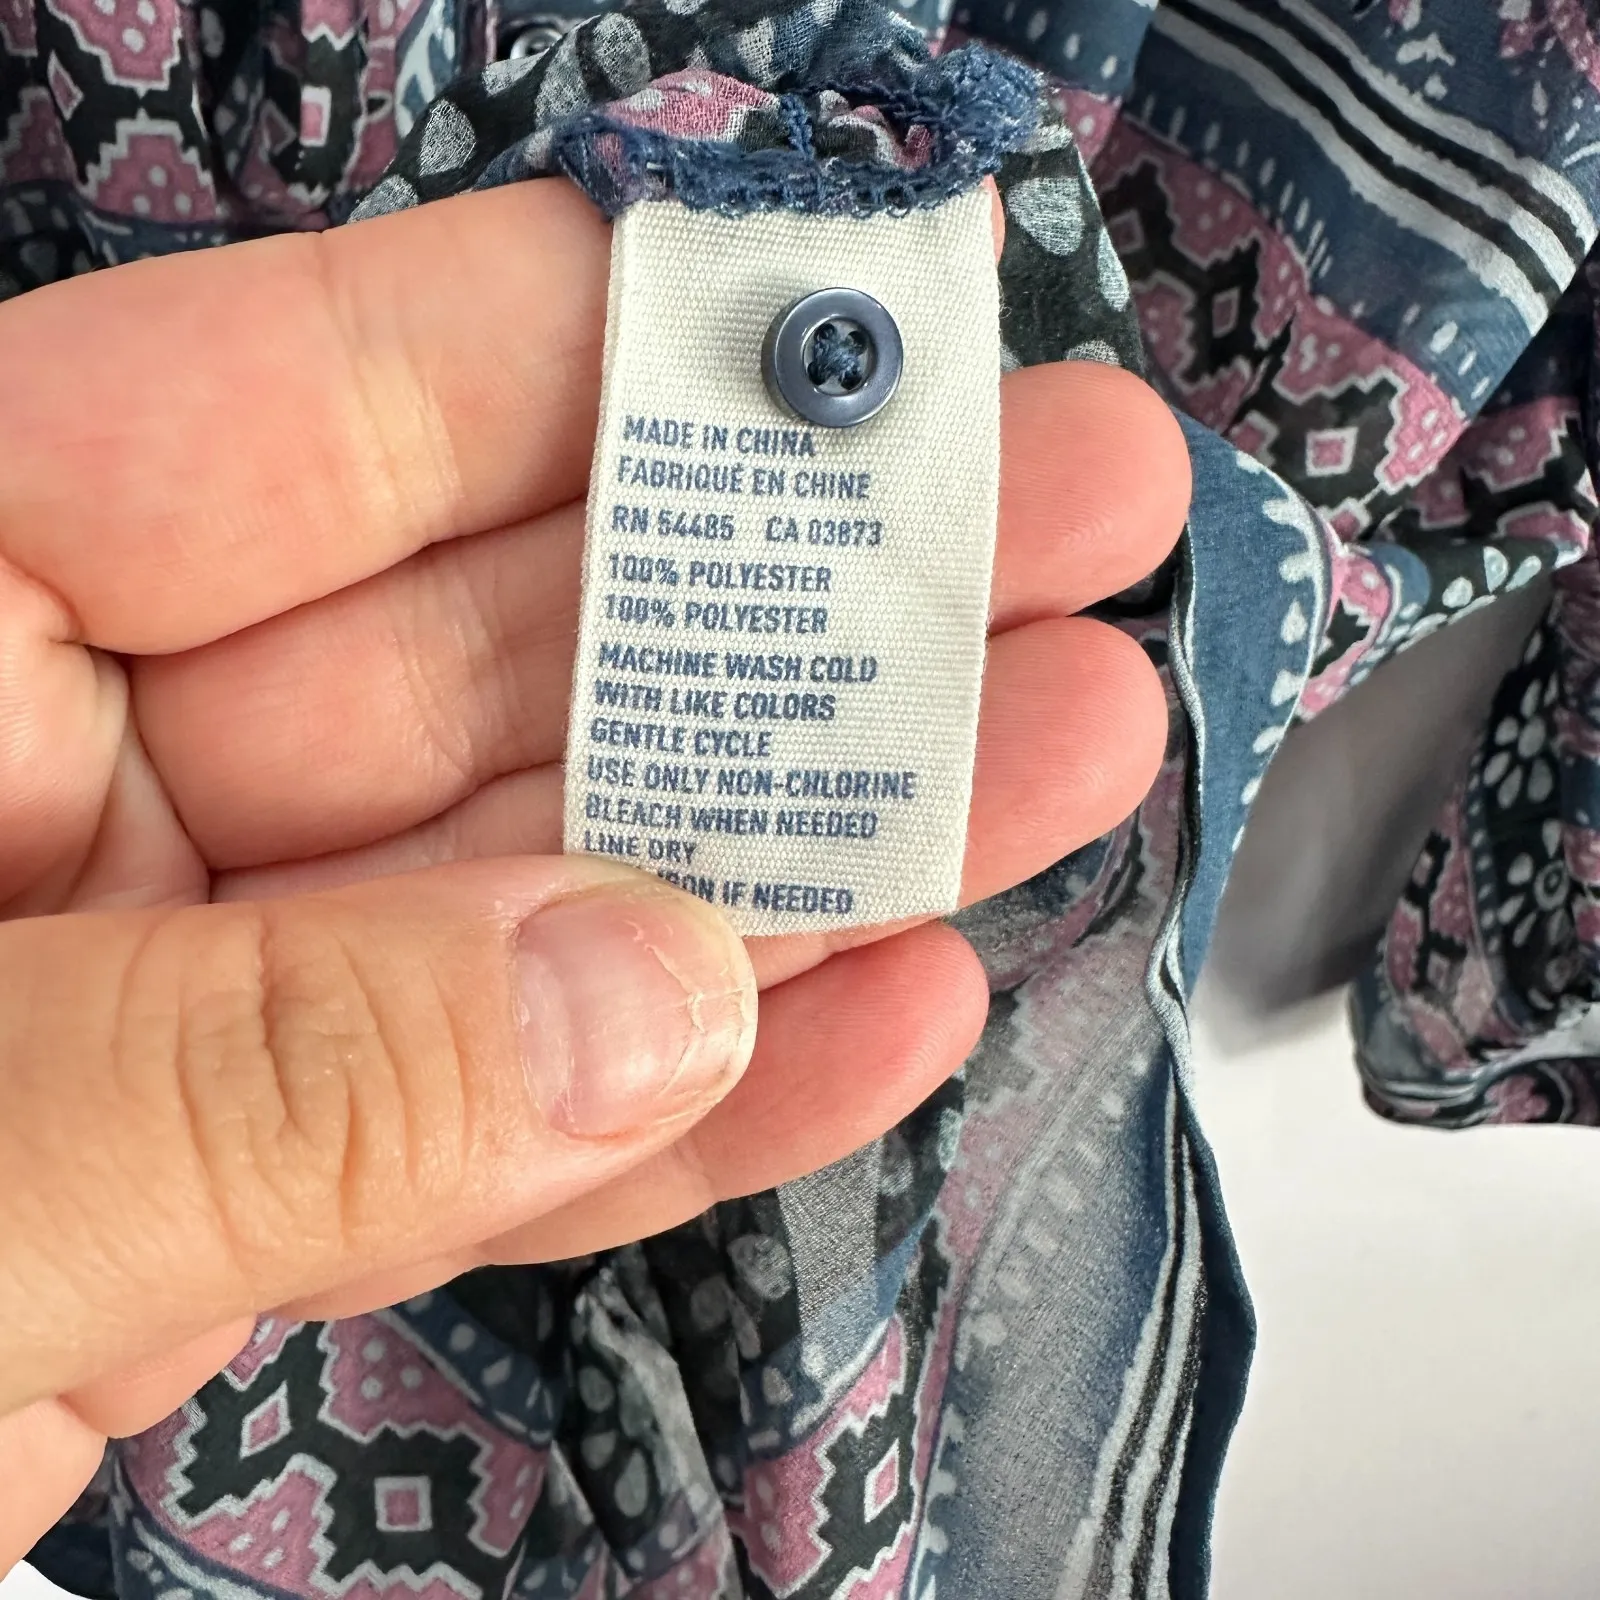 MADE IN CHINA
FABRIQUÉ EN CHINE
RN 54485 CA 03873
100% POLYESTER
100% POLYESTER
MACHINE WASH COLD
WITH LIKE COLORS
GENTLE CYCLE
USE ONLY NON-CHLORINE
BLEACH WHEN NEEDED
LINE DRY
IRON IF NEEDED